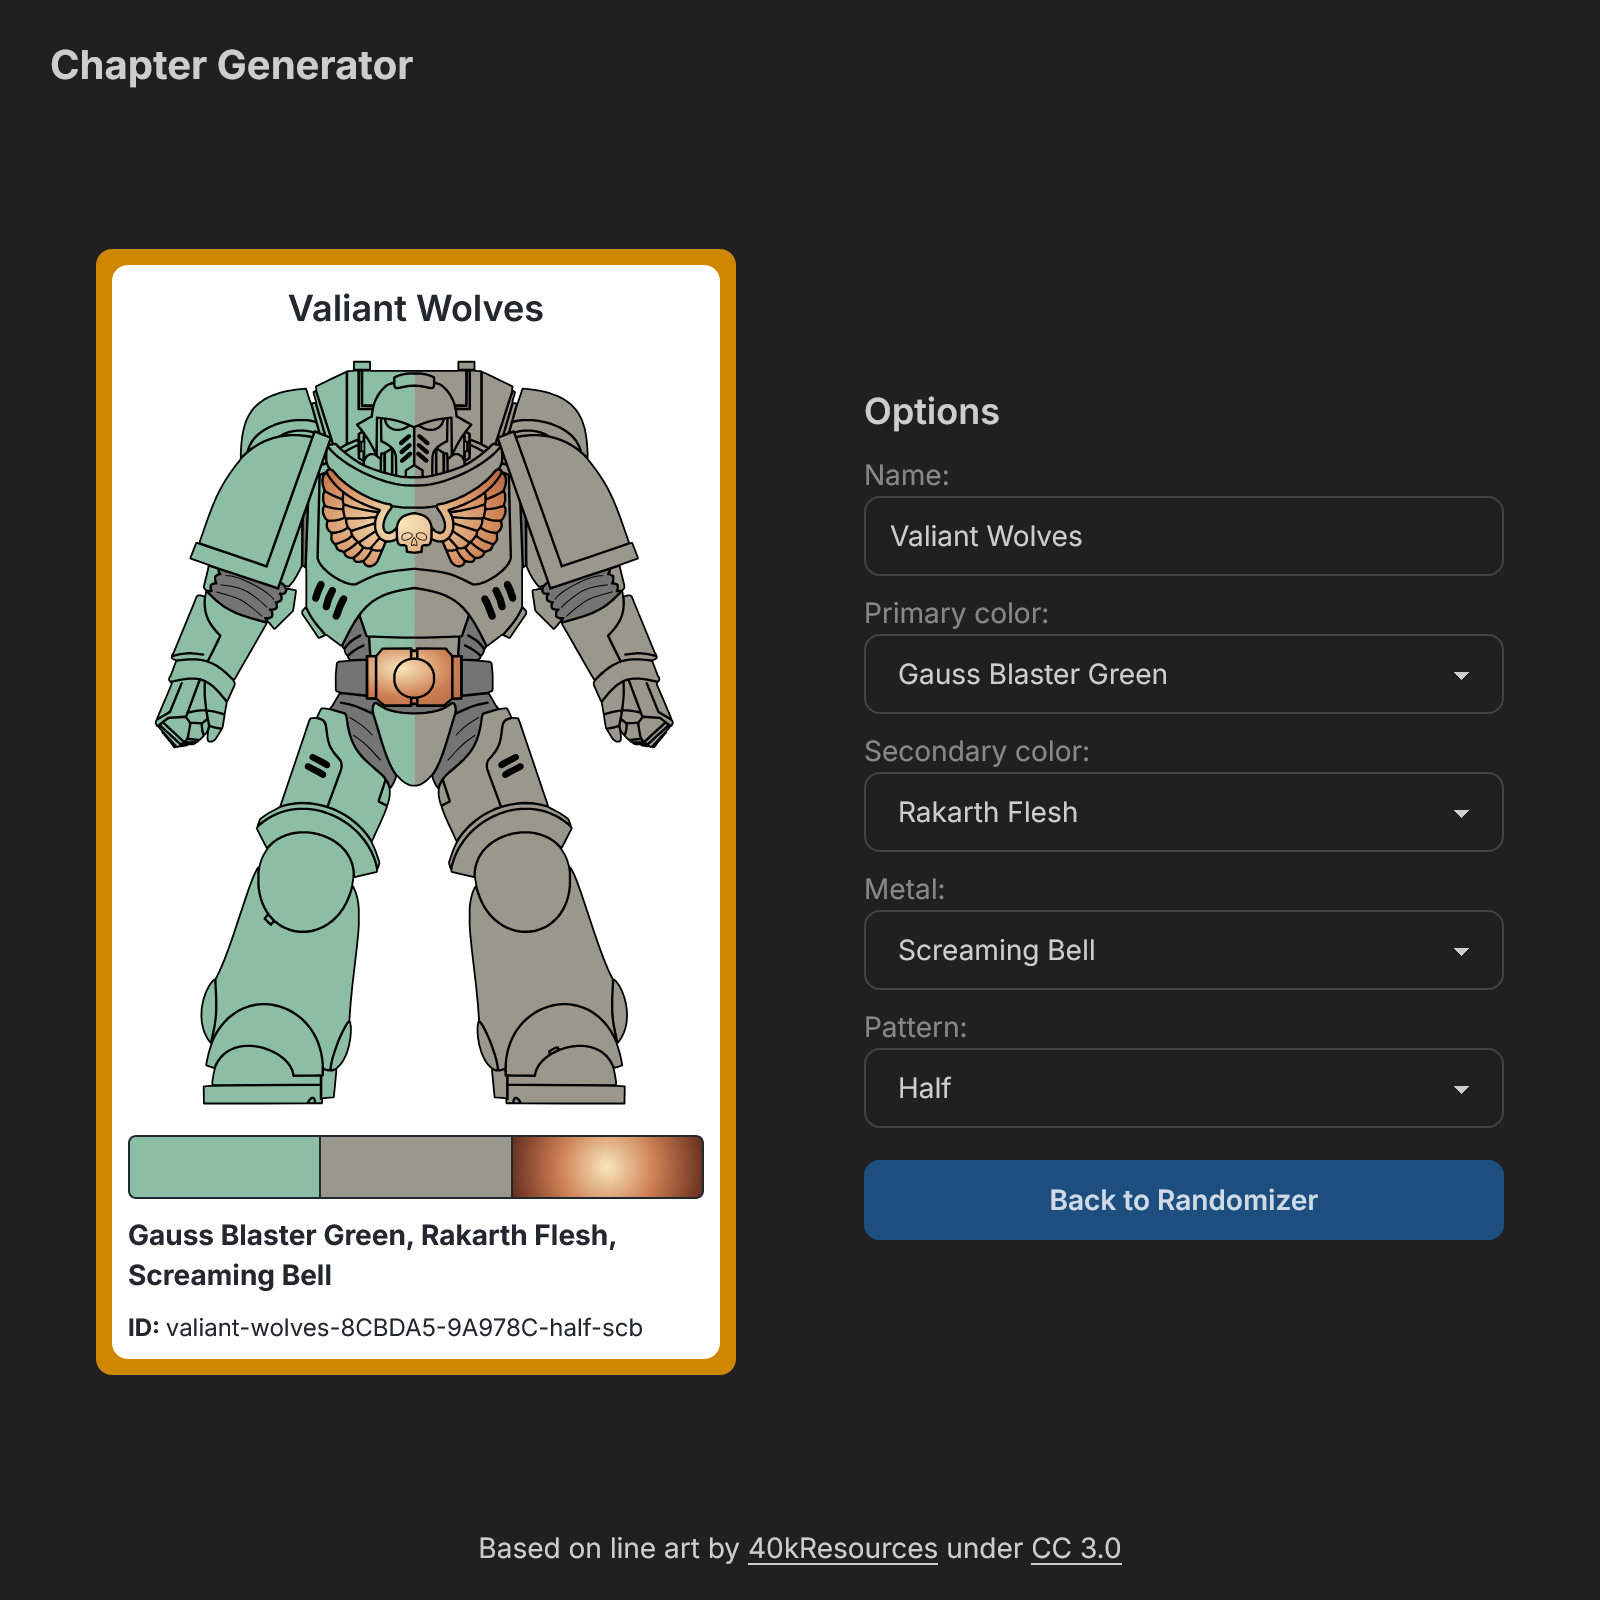 Chapter Generator
Valiant Wolves
Gauss Blaster Green, Rakarth Flesh,
Screaming Bell
ID: valiant-wolves-8CBDA5-9A978C-half-scb
Options
Name:
Valiant Wolves
Primary color:
Gauss Blaster Green
Secondary color:
Rakarth Flesh
Metal:
Screaming Bell
Pattern:
Half
Back to Randomizer
Based on line art by 40kResources under CC 3.0